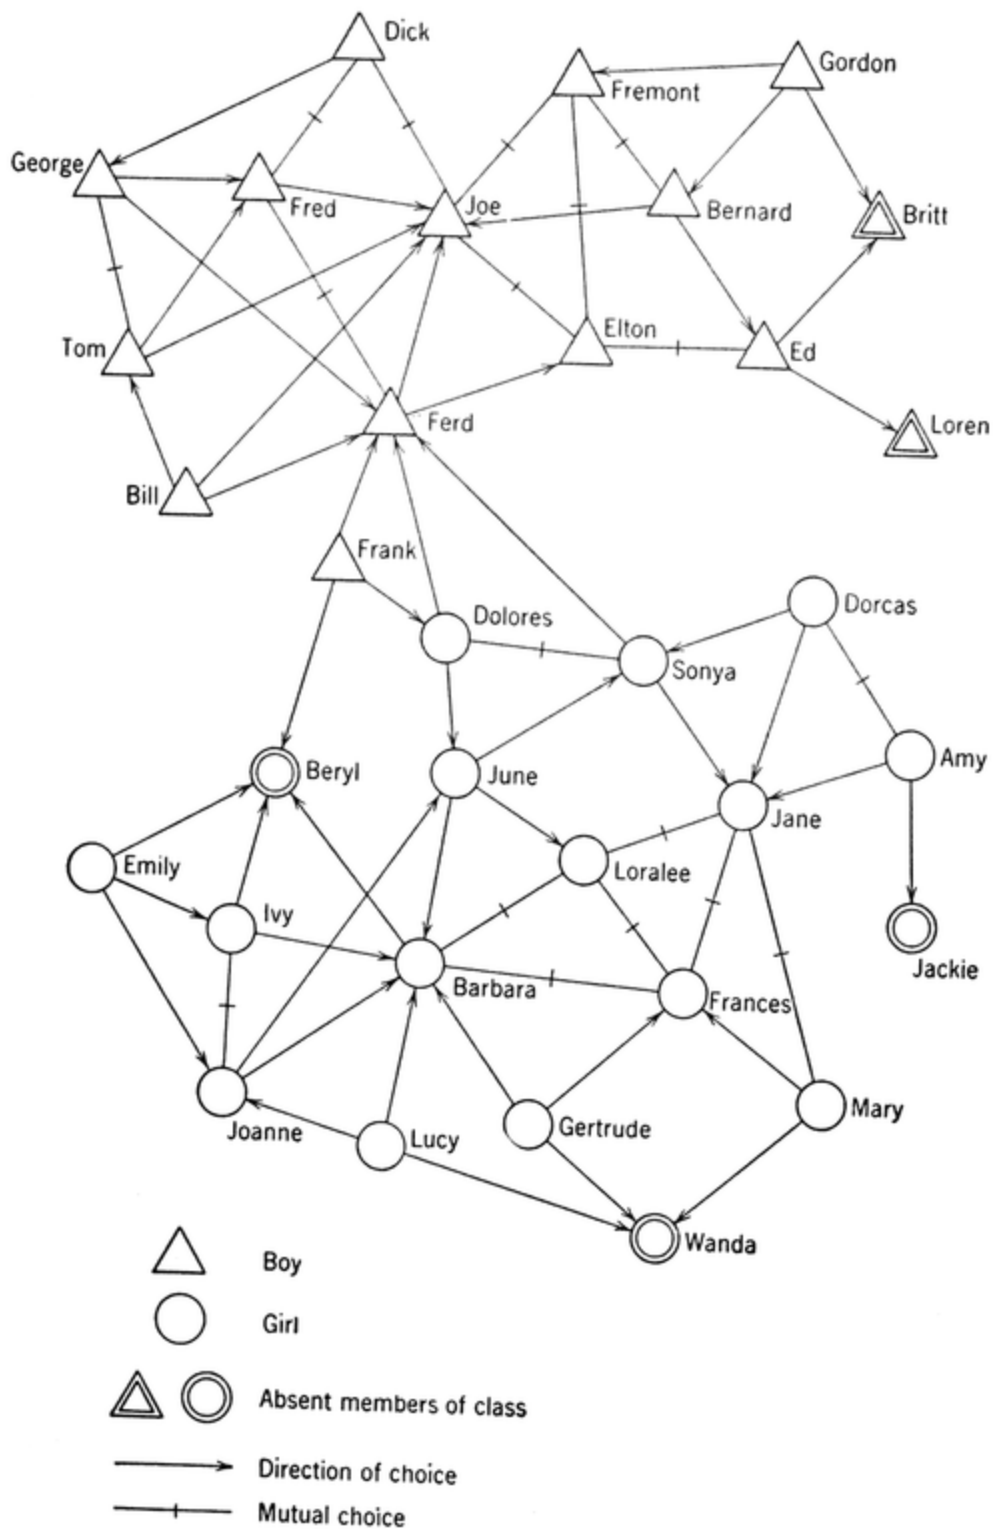 Dick
Gordon
Fremont
George
Fred
Joe
Bernard
Britt
Tom
Elton
Ed
Ferd
Loren
Bill
Frank
Dolores
Dorcas
Sonya
Beryl
June
Amy
Jane
Emily
Loralee
Ivy
Jackie
Barbara
Frances
Joanne
Lucy
Gertrude
Mary
Wanda
Boy
Girl
Absent members of class
Direction of choice
Mutual choice